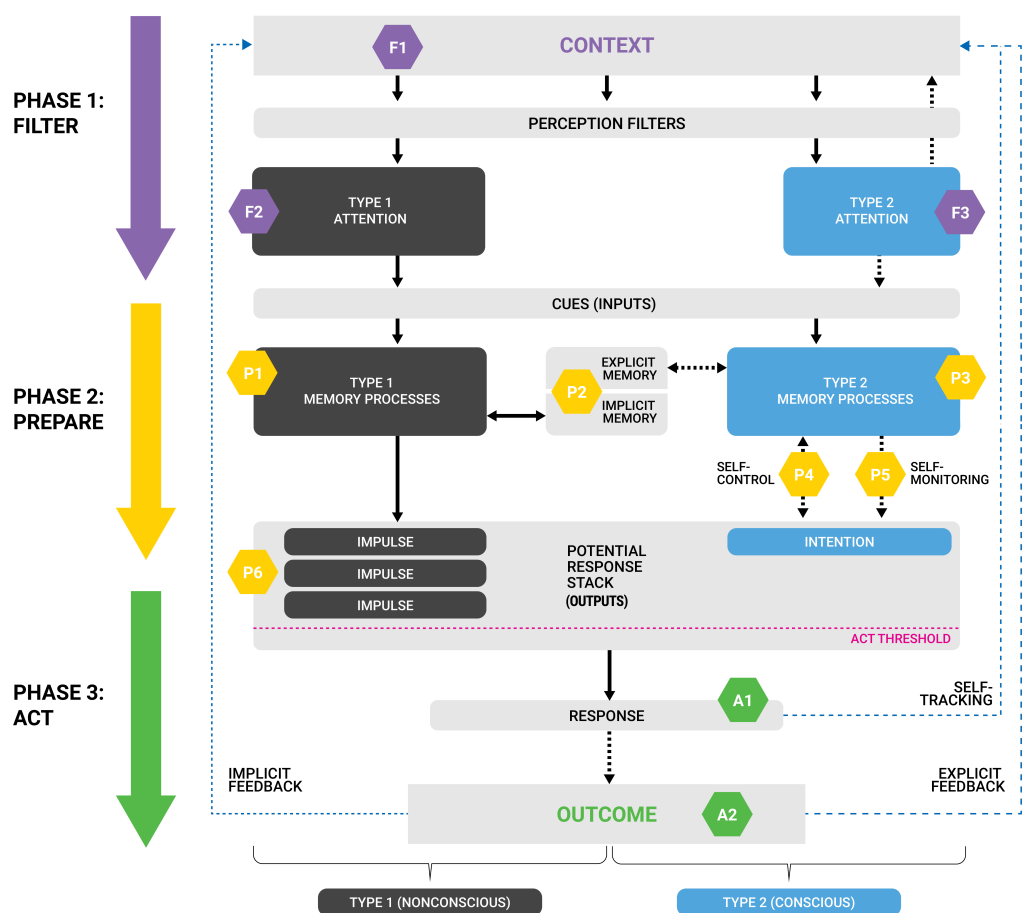 F1
CONTEXT
PHASE 1:
FILTER
PERCEPTION FILTERS
F2
TYPE 1
ATTENTION
TYPE 2
ATTENTION
F3
CUES (INPUTS)
PHASE 2:
PREPARE
P1
TYPE 1
MEMORY PROCESSES
P2
EXPLICIT
MEMORY
IMPLICIT
MEMORY
TYPE 2
MEMORY PROCESSES
P3
SELF-
CONTROL
P4
P5
SELF-
MONITORING
P6
IMPULSE
IMPULSE
IMPULSE
POTENTIAL
RESPONSE
STACK
(OUTPUTS)
INTENTION
ACT THRESHOLD
PHASE 3:
ACT
RESPONSE
A1
SELF-
TRACKING
IMPLICIT
FEEDBACK
OUTCOME
A2
EXPLICIT
FEEDBACK
TYPE 1 (NONCONSCIOUS)
TYPE 2 (CONSCIOUS)